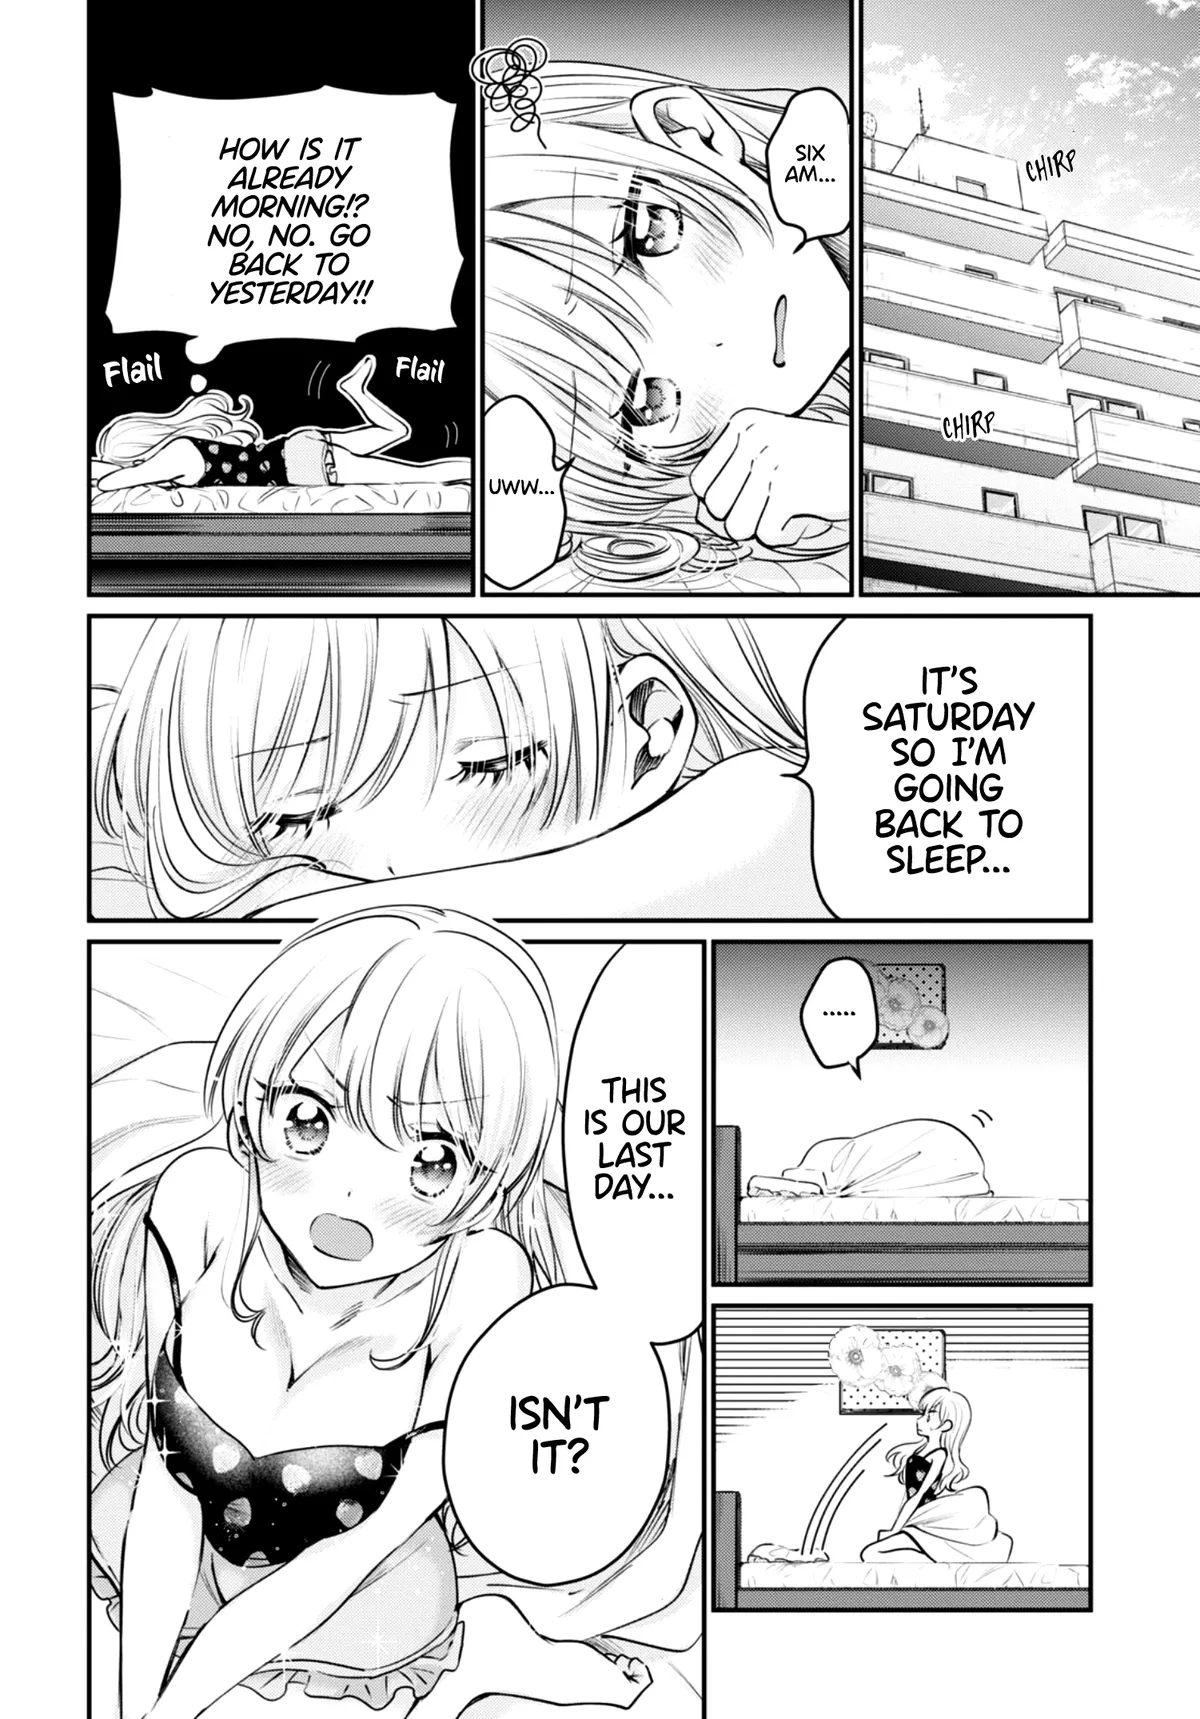 CHIRP
CHIRP
SIX
AM...
UWW...
HOW IS IT
ALREADY
MORNING!?
NO, NO. GO
BACK TO
YESTERDAY!!
Flail
Flail
IT'S
SATURDAY
SO I'M
GOING
BACK TO
SLEEP...
.....
THIS
IS OUR
LAST
DAY...
ISN'T
IT?